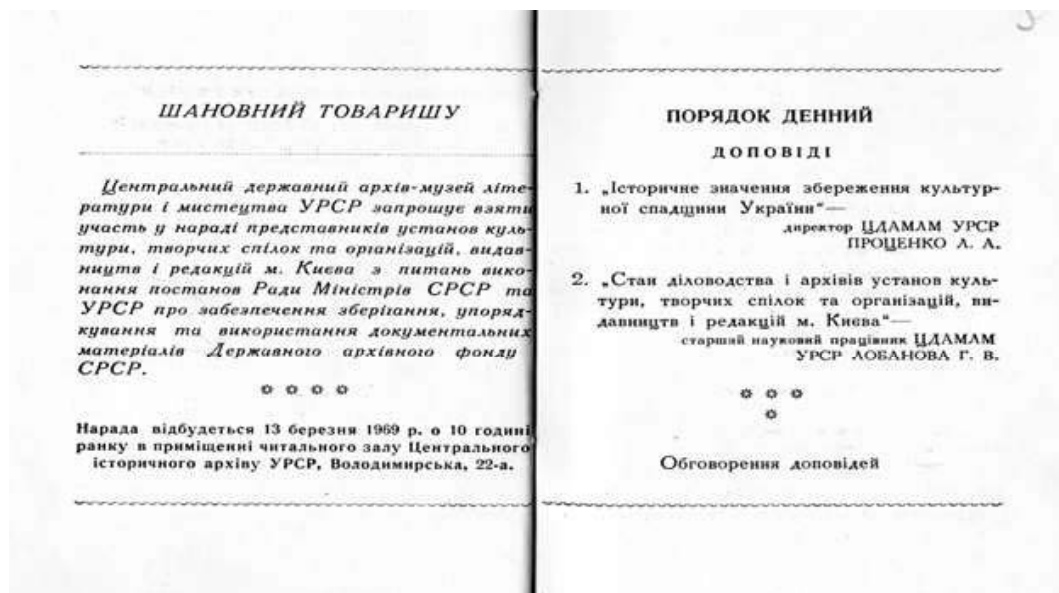 ШАНОВНИЙ ТОВАРИШУ
Центральний державний архів-музей літе-
ратури і мистецтва УРСР запрошує взяти
участь у нараді представників установ куль-
тури, творчих спілок та організацій, видав-
ництв і редакцій м. Києва з питань вико-
нання постанов Ради Міністрів СРСР та
УРСР про забезпечення зберігання, упоряд-
кування та використання документальних
матеріалів Державного архівного фонду
СРСР.
Нарада відбудеться 13 березня 1969 р. о 10 годині
ранку в приміщенні читального залу Центрального
історичного архіву УРСР, Володимирська, 22-а.
ПОРЯДОК ДЕННИЙ
ДОПОВІДІ
1. „Історичне значення збереження культур-
ної спадщини України“—
директор ЦДАМЛМ УРСР
ПРОЦЕНКО Л. А.
2. „Стан діловодства і архівів установ куль-
тури, творчих спілок та організацій, ви-
давництв і редакцій м. Києва“—
старший науковий працівник ЦДАМЛМ
УРСР ЛОБАНОВА Г. В.
Обговорення доповідей